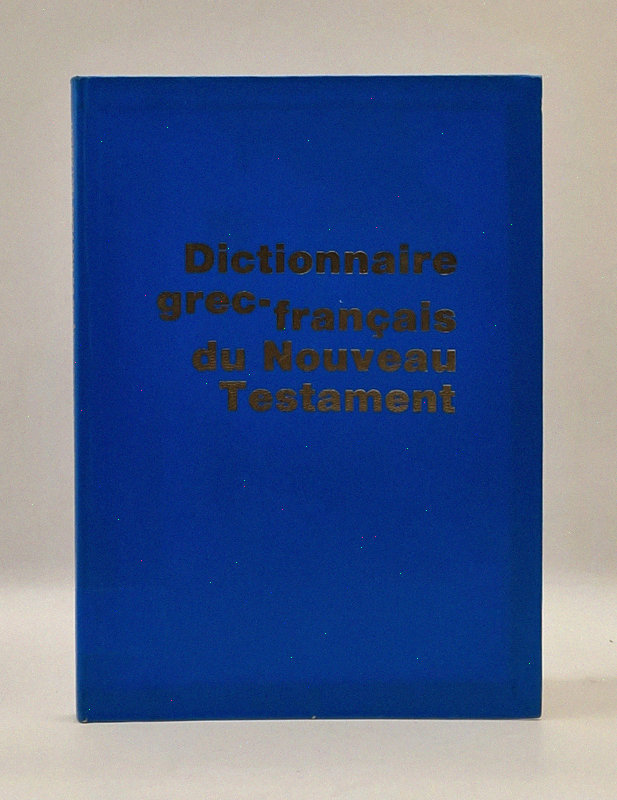 Dictionnaire
grec-français
du Nouveau
Testament